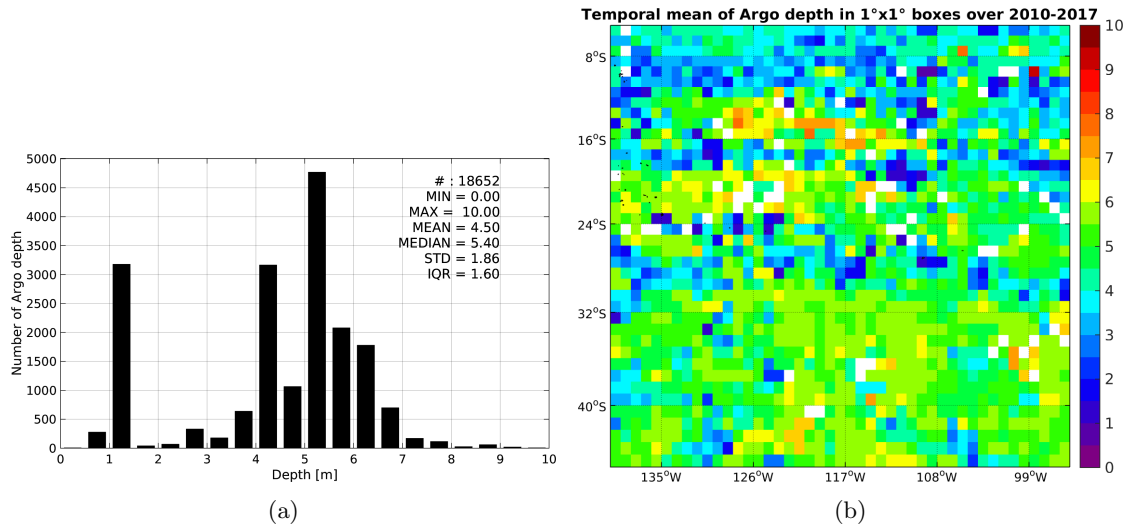 Temporal mean of Argo depth in 1°x1° boxes over 2010-2017
5000
4500
4000
3500
3000
2500
2000
1500
1000
500
0
Number of Argo depth
# : 18652
MIN = 0.00
MAX = 10.00
MEAN = 4.50
MEDIAN = 5.40
STD = 1.86
IQR = 1.60
0 1 2 3 4 5 6 7 8 9 10
Depth [m]
(a)
8°S
16°S
24°S
32°S
40°S
135°W 126°W 117°W 108°W 99°W
10
9
8
7
6
5
4
3
2
1
0
(b)